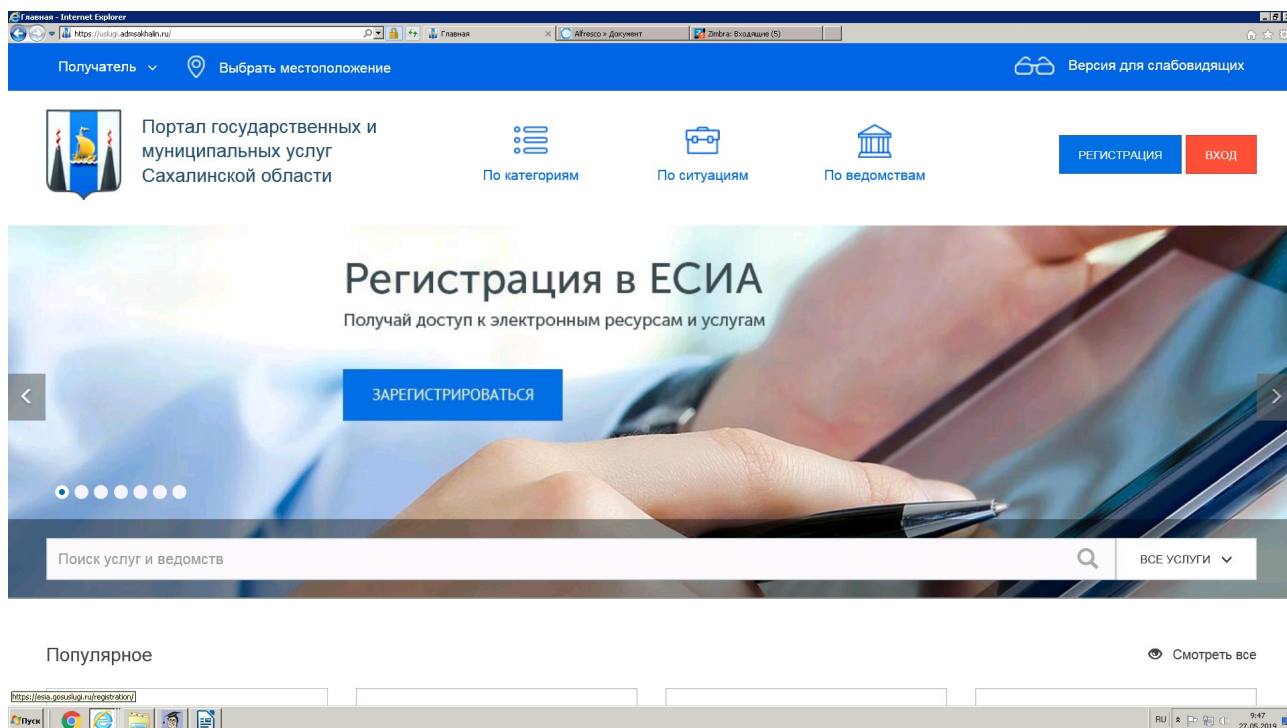 Главная - Internet Explorer
https://uslugi.admsakhalin.ru/
Главная
Alfresco » Документ
Zimbra: Входящие (5)
Получатель
Выбрать местоположение
Версия для слабовидящих
Портал государственных и
муниципальных услуг
Сахалинской области
По категориям
По ситуациям
По ведомствам
РЕГИСТРАЦИЯ
ВХОД
Регистрация в ЕСИА
Получай доступ к электронным ресурсам и услугам
ЗАРЕГИСТРИРОВАТЬСЯ
Поиск услуг и ведомств
ВСЕ УСЛУГИ
Популярное
Смотреть все
https://esia.gosuslugi.ru/registration/
Пуск
RU
9:47
27.05.2019